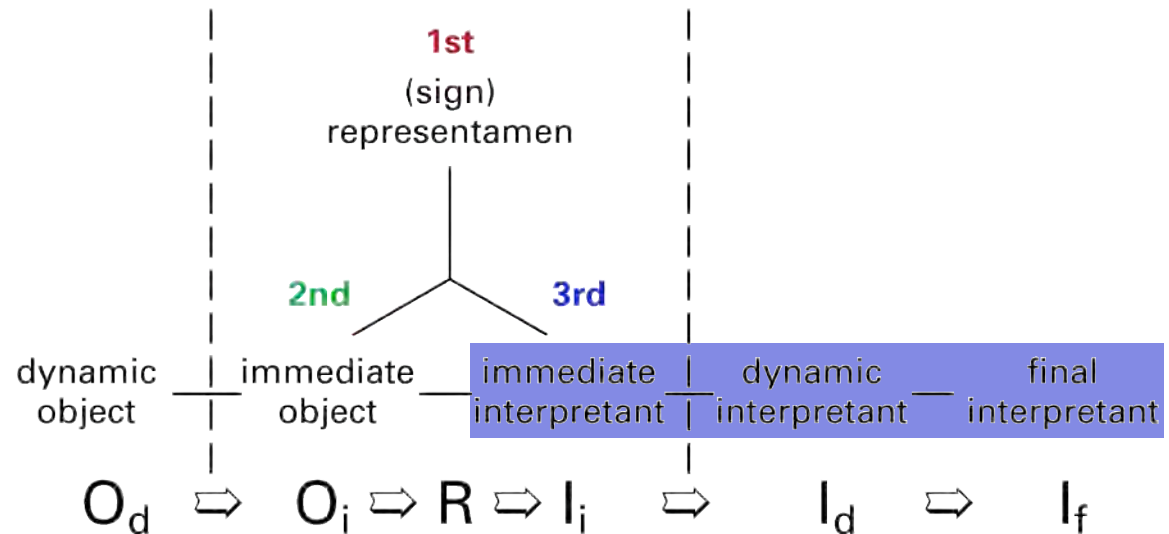 1st
(sign)
representamen
2nd
3rd
dynamic
object
immediate
object
immediate
interpretant
dynamic
interpretant
final
interpretant
Od ⇨ Oi ⇨ R ⇨ Ii ⇨ Id ⇨ If